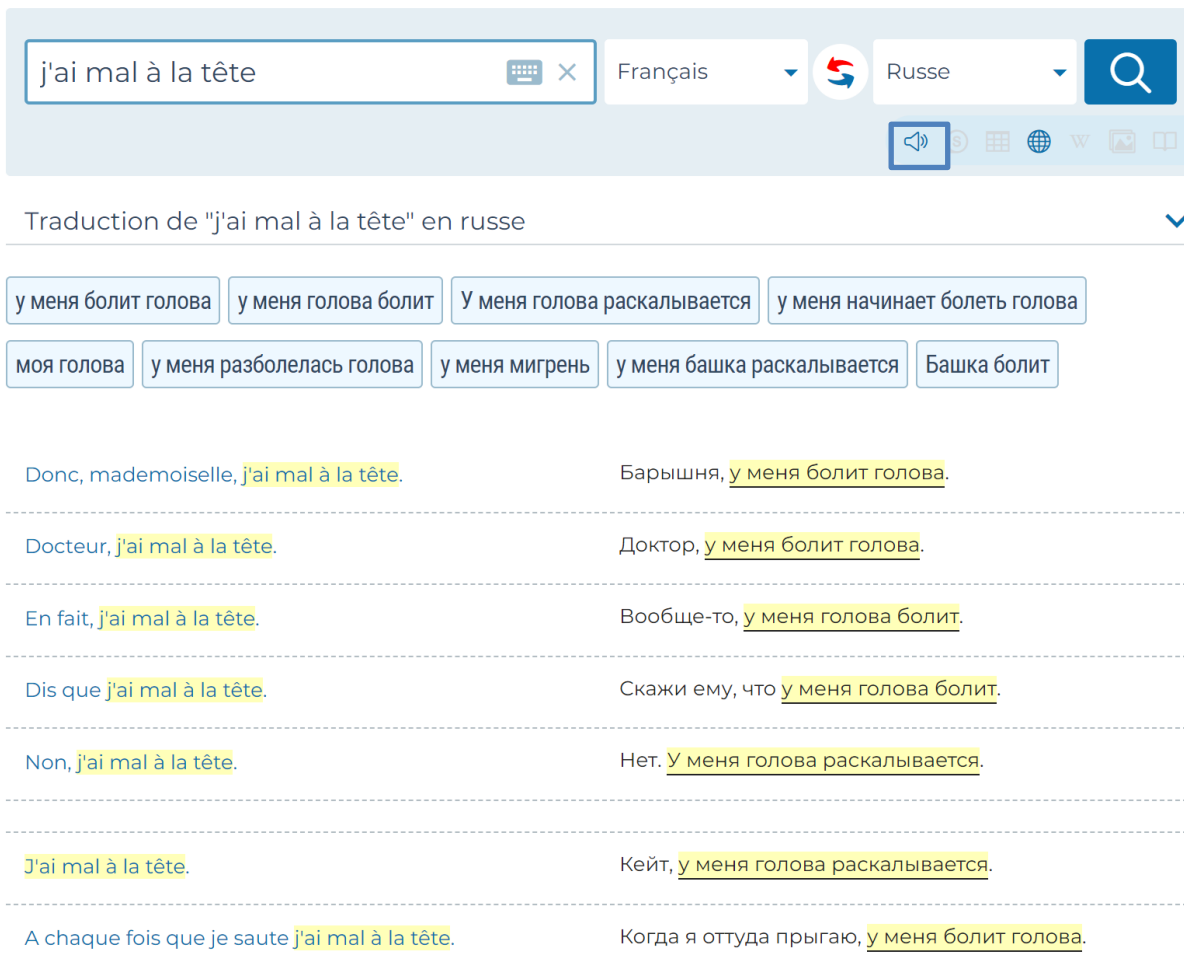 j'ai mal à la tête Français Russe
S W
Traduction de "j'ai mal à la tête" en russe
у меня болит голова у меня голова болит У меня голова раскалывается у меня начинает болеть голова
моя голова у меня разболелась голова у меня мигрень у меня башка раскалывается Башка болит
Donc, mademoiselle, j'ai mal à la tête. Барышня, у меня болит голова.
Docteur, j'ai mal à la tête. Доктор, у меня болит голова.
En fait, j'ai mal à la tête. Вообще-то, у меня голова болит.
Dis que j'ai mal à la tête. Скажи ему, что у меня голова болит.
Non, j'ai mal à la tête. Нет. У меня голова раскалывается.
J'ai mal à la tête. Кейт, у меня голова раскалывается.
A chaque fois que je saute j'ai mal à la tête. Когда я оттуда прыгаю, у меня болит голова.